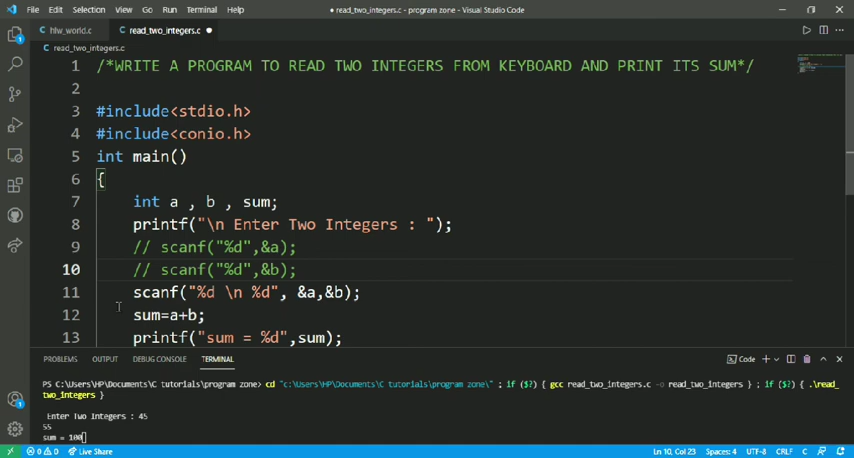 File Edit Selection View Go Run Terminal Help ● read_two_integers.c - program zone - Visual Studio Code
C hlw_world.c C read_two_integers.c ●
C read_two_integers.c
1 /*WRITE A PROGRAM TO READ TWO INTEGERS FROM KEYBOARD AND PRINT ITS SUM*/
2
3 #include<stdio.h>
4 #include<conio.h>
5 int main()
6 {
7 int a , b , sum;
8 printf("\n Enter Two Integers : ");
9 // scanf("%d",&a);
10 // scanf("%d",&b);
11 scanf("%d \n %d", &a,&b);
12 sum=a+b;
13 printf("sum = %d",sum);
PROBLEMS OUTPUT DEBUG CONSOLE TERMINAL Code
PS C:\Users\HP\Documents\C tutorials\program zone> cd "c:\Users\HP\Documents\C tutorials\program zone\" ; if ($?) { gcc read_two_integers.c -o read_two_integers } ; if ($?) { .\read_
two_integers }
Enter Two Integers : 45
55
sum = 100
0 0 Live Share Ln 10, Col 23 Spaces: 4 UTF-8 CRLF C